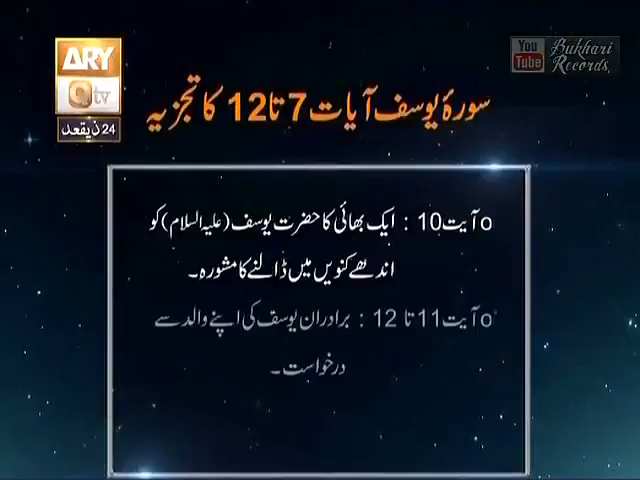 ARY
Qtv
24 ذیقعد
You Tube
Bukhari Records
سورۂ یوسف آیات 7 تا 12 کا تجزیہ
o آیت 10 : ایک بھائی کا حضرت یوسف (علیہ السلام) کو
اندھے کنویں میں ڈالنے کا مشورہ۔
o آیت 11 تا 12 : برادران یوسف کی اپنے والد سے
درخواست۔